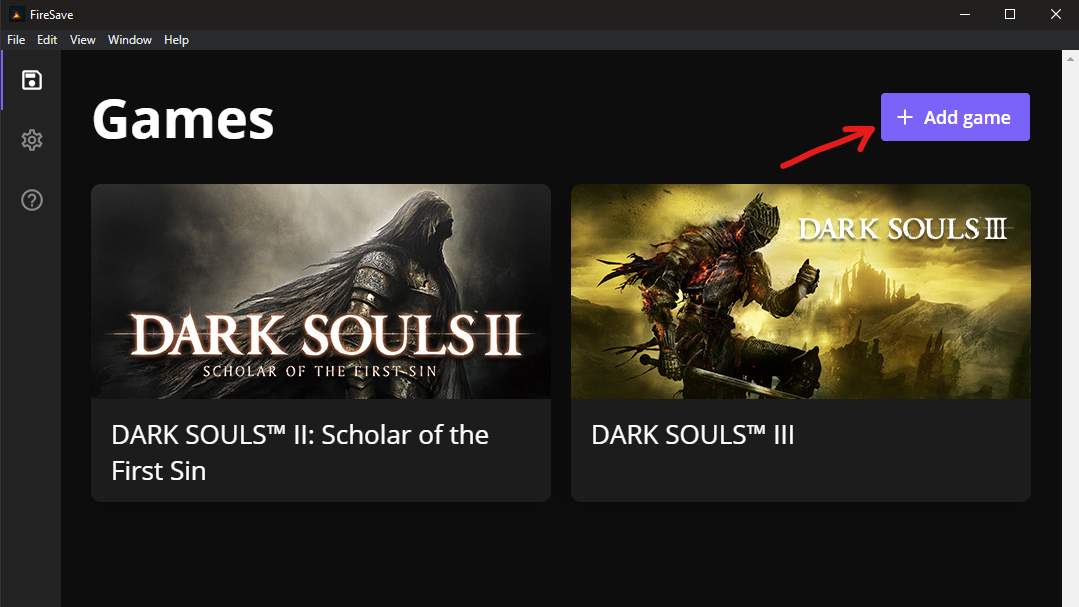 FireSave
File Edit View Window Help
Games
+ Add game
DARK SOULS™ II
SCHOLAR OF THE FIRST SIN
DARK SOULS III
DARK SOULS™ II: Scholar of the
First Sin
DARK SOULS™ III